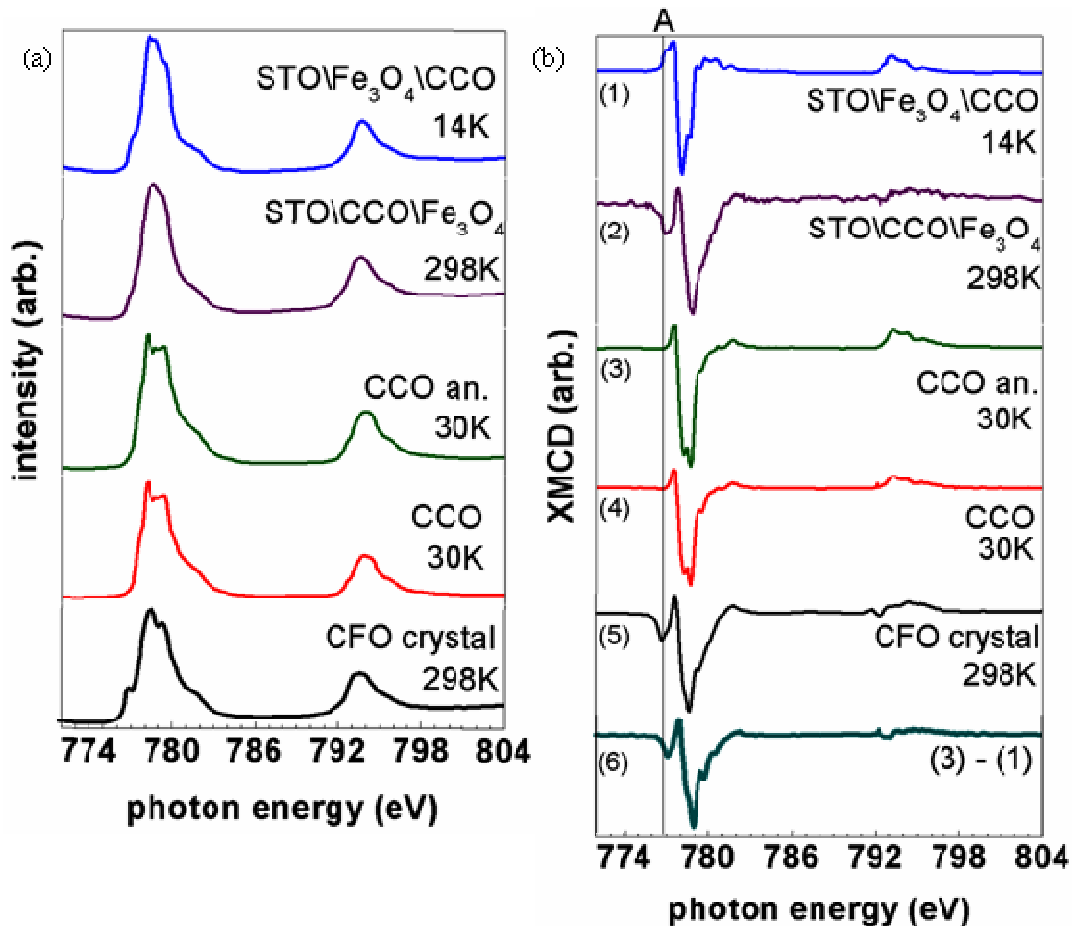 (a)
STO\Fe₃O₄\CCO
14K
STO\CCO\Fe₃O₄
298K
CCO an.
30K
CCO
30K
CFO crystal
298K
intensity (arb.)
774 780 786 792 798 804
photon energy (eV)
(b)
A
(1)
STO\Fe₃O₄\CCO
14K
(2)
STO\CCO\Fe₃O₄
298K
(3)
CCO an.
30K
(4)
CCO
30K
(5)
CFO crystal
298K
(6)
(3) - (1)
XMCD (arb.)
774 780 786 792 798 804
photon energy (eV)